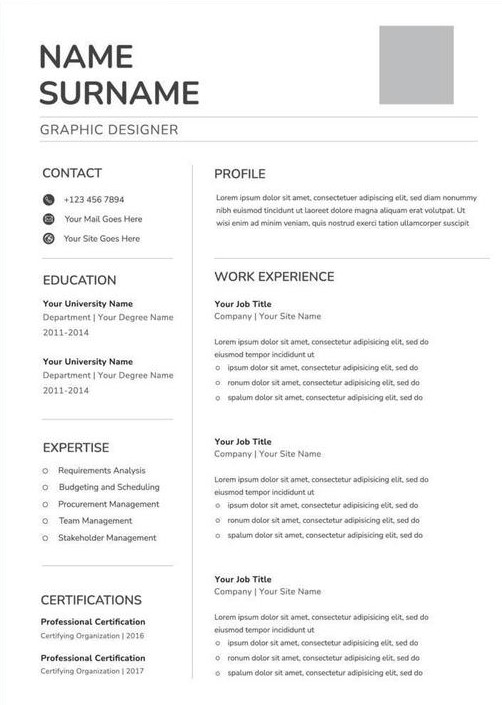 NAME
SURNAME
GRAPHIC DESIGNER
CONTACT
+123 456 7894
Your Mail Goes Here
Your Site Goes Here
EDUCATION
Your University Name
Department | Your Degree Name
2011-2014
Your University Name
Department | Your Degree Name
2011-2014
EXPERTISE
Requirements Analysis
Budgeting and Scheduling
Procurement Management
Team Management
Stakeholder Management
CERTIFICATIONS
Professional Certification
Certifying Organization | 2016
Professional Certification
Certifying Organization | 2017
PROFILE
Lorem ipsum dolor sit amet, consectetuer adipiscing elit, sed diam nonummy
nibh euismod tincidunt ut laoreet dolore magna aliquam erat volutpat. Ut
wisi enim ad minim veniam, quis nostrud exerci tation ullamcorper suscipit
WORK EXPERIENCE
Your Job Title
Company | Your Site Name
Lorem ipsum dolor sit amet, consectetur adipisicing elit, sed do
eiusmod tempor incididunt ut
ipsum dolor sit amet, consectetur adipisicing elit, sed do
ronum dolor sit amet, consectetur adipisicing elit, sed do
spalum dolor sit amet, consectetur adipisicing elit, sed do
Your Job Title
Company | Your Site Name
Lorem ipsum dolor sit amet, consectetur adipisicing elit, sed do
eiusmod tempor incididunt ut
ipsum dolor sit amet, consectetur adipisicing elit, sed do
ronum dolor sit amet, consectetur adipisicing elit, sed do
spalum dolor sit amet, consectetur adipisicing elit, sed do
Your Job Title
Company | Your Site Name
Lorem ipsum dolor sit amet, consectetur adipisicing elit, sed do
eiusmod tempor incididunt ut
ipsum dolor sit amet, consectetur adipisicing elit, sed do
ronum dolor sit amet, consectetur adipisicing elit, sed do
spalum dolor sit amet, consectetur adipisicing elit, sed do